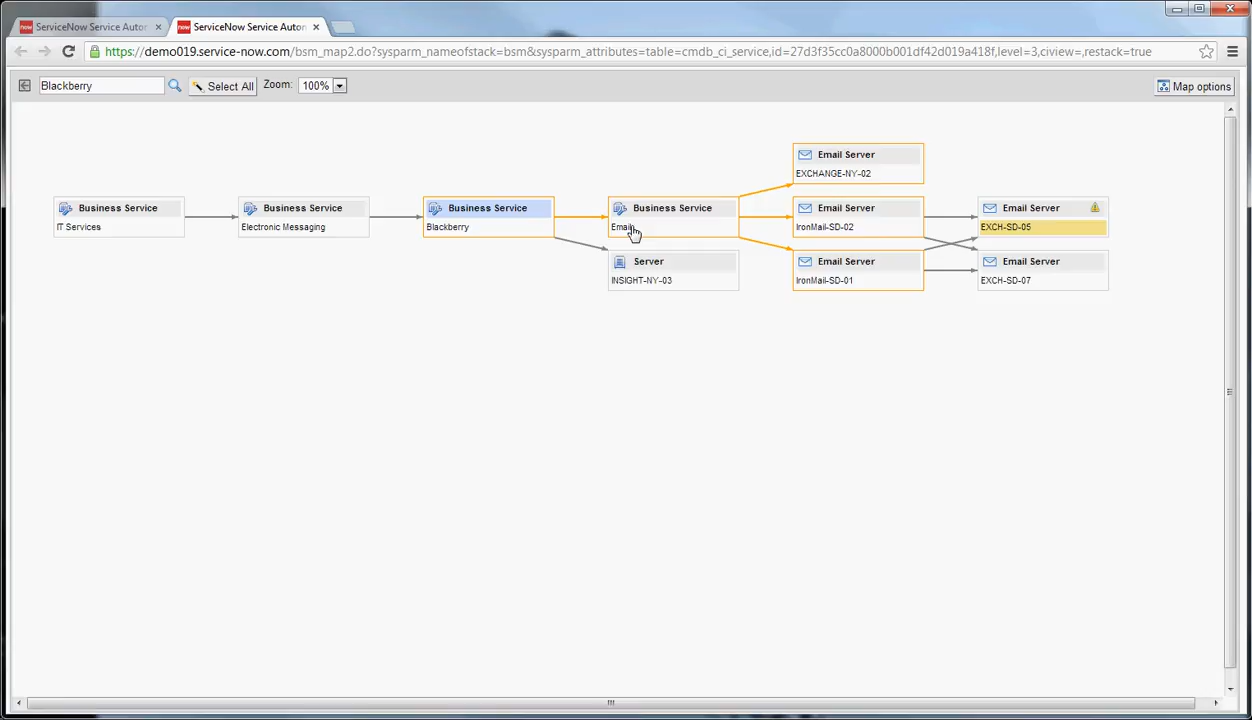 ServiceNow Service Autor
ServiceNow Service Autom
https://demo019.service-now.com/bsm_map2.do?sysparm_nameofstack=bsm&sysparm_attributes=table=cmdb_ci_service,id=27d3f35cc0a8000b001df42d019a418f,level=3,ciview=,restack=true
Blackberry
Select All
Zoom:
100%
Map options
Email Server
EXCHANGE-NY-02
Business Service
IT Services
Business Service
Electronic Messaging
Business Service
Blackberry
Business Service
Email
Email Server
IronMail-SD-02
Email Server
EXCH-SD-05
Server
INSIGHT-NY-03
Email Server
IronMail-SD-01
Email Server
EXCH-SD-07